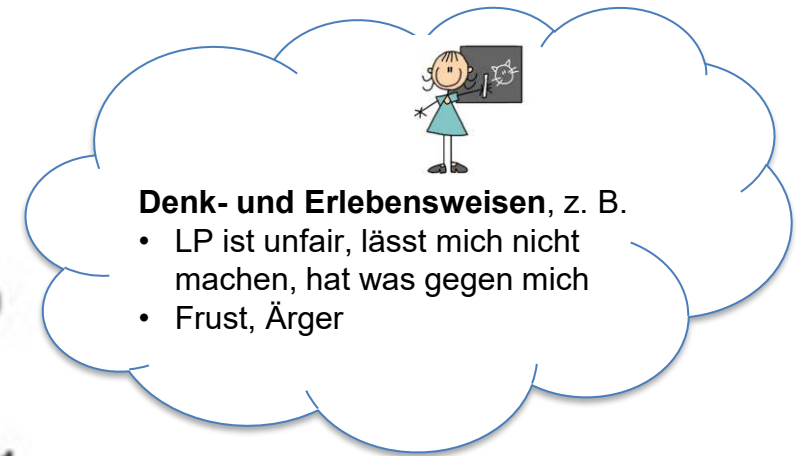 Denk- und Erlebensweisen, z. B.
• LP ist unfair, lässt mich nicht
machen, hat was gegen mich
• Frust, Ärger